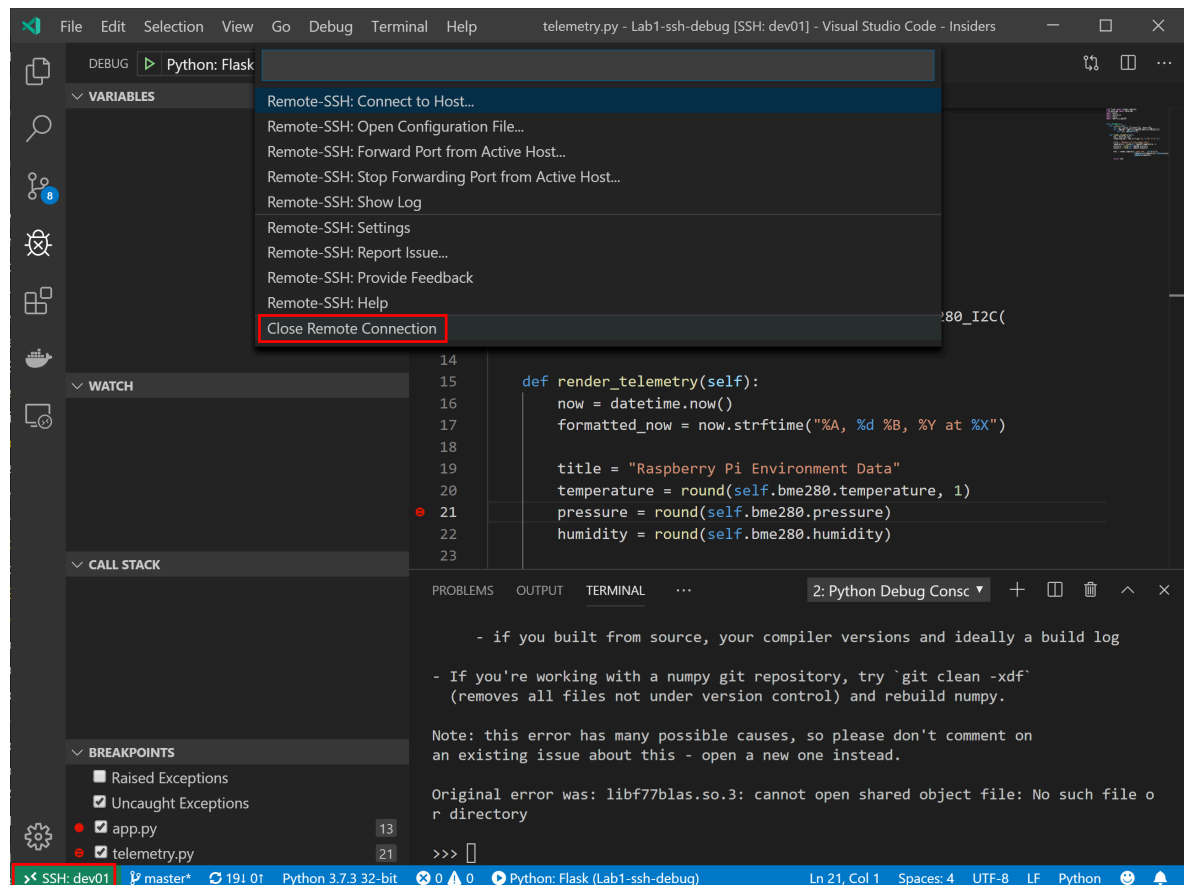 File Edit Selection View Go Debug Terminal Help telemetry.py - Lab1-ssh-debug [SSH: dev01] - Visual Studio Code - Insiders
DEBUG Python: Flask
VARIABLES
Remote-SSH: Connect to Host...
Remote-SSH: Open Configuration File...
Remote-SSH: Forward Port from Active Host...
Remote-SSH: Stop Forwarding Port from Active Host...
Remote-SSH: Show Log
Remote-SSH: Settings
Remote-SSH: Report Issue...
Remote-SSH: Provide Feedback
Remote-SSH: Help
Close Remote Connection
8
280_I2C(
14
15 def render_telemetry(self):
16 now = datetime.now()
17 formatted_now = now.strftime("%A, %d %B, %Y at %X")
18
19 title = "Raspberry Pi Environment Data"
20 temperature = round(self.bme280.temperature, 1)
21 pressure = round(self.bme280.pressure)
22 humidity = round(self.bme280.humidity)
23
WATCH
CALL STACK
PROBLEMS OUTPUT TERMINAL ··· 2: Python Debug Consc
- if you built from source, your compiler versions and ideally a build log
- If you're working with a numpy git repository, try `git clean -xdf`
(removes all files not under version control) and rebuild numpy.
Note: this error has many possible causes, so please don't comment on
an existing issue about this - open a new one instead.
Original error was: libf77blas.so.3: cannot open shared object file: No such file o
r directory
>>>
BREAKPOINTS
Raised Exceptions
Uncaught Exceptions
app.py 13
telemetry.py 21
SSH: dev01 master* 19↓ 0↑ Python 3.7.3 32-bit 0 0 Python: Flask (Lab1-ssh-debug) Ln 21, Col 1 Spaces: 4 UTF-8 LF Python